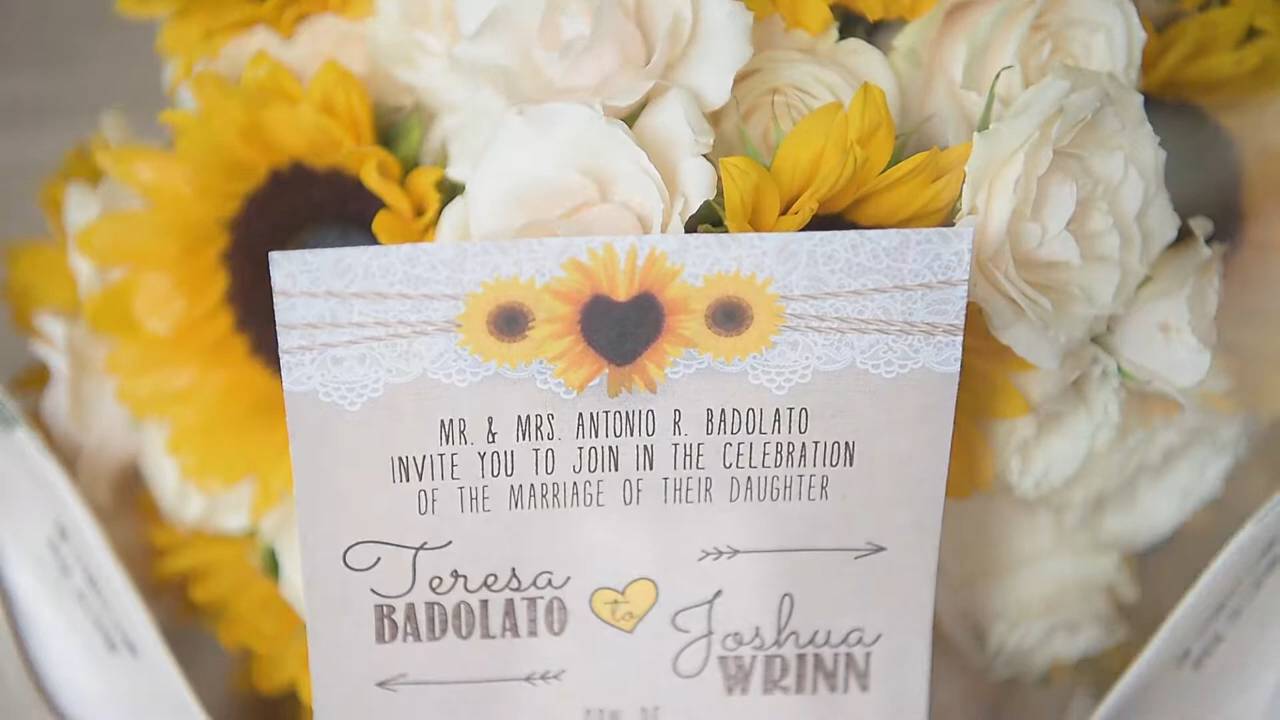 MR. & MRS. ANTONIO R. BADOLATO
INVITE YOU TO JOIN IN THE CELEBRATION
OF THE MARRIAGE OF THEIR DAUGHTER
Teresa
BADOLATO
to
Joshua
WRINN